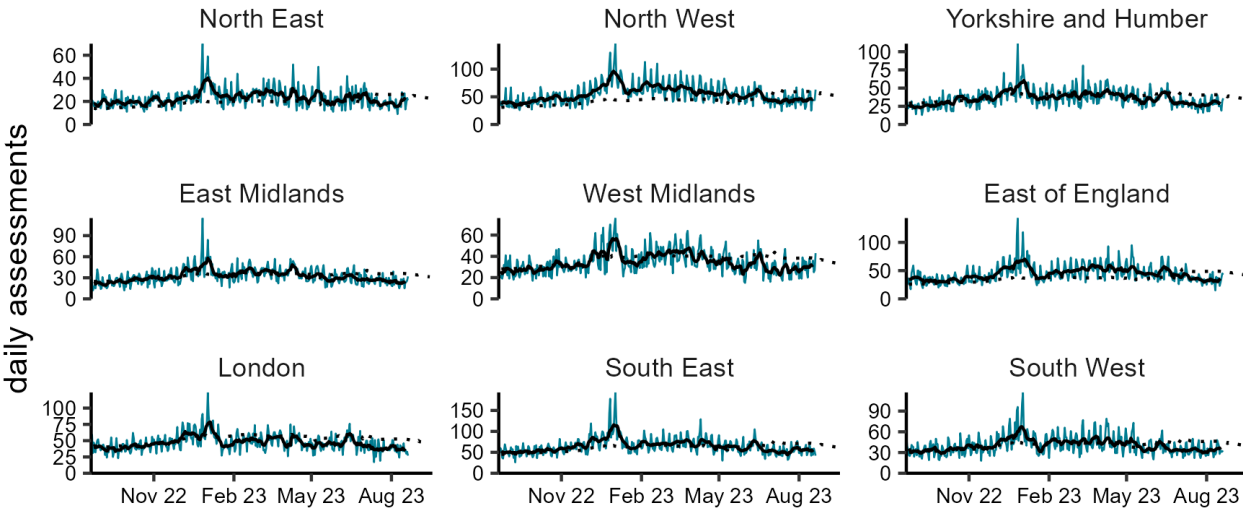 North East
North West
Yorkshire and Humber
60
40
20
0
100
50
0
100
75
50
25
0
daily assessments
East Midlands
West Midlands
East of England
90
60
30
0
60
40
20
0
100
50
0
London
South East
South West
100
75
50
25
0
150
100
50
0
90
60
30
0
Nov 22 Feb 23 May 23 Aug 23
Nov 22 Feb 23 May 23 Aug 23
Nov 22 Feb 23 May 23 Aug 23